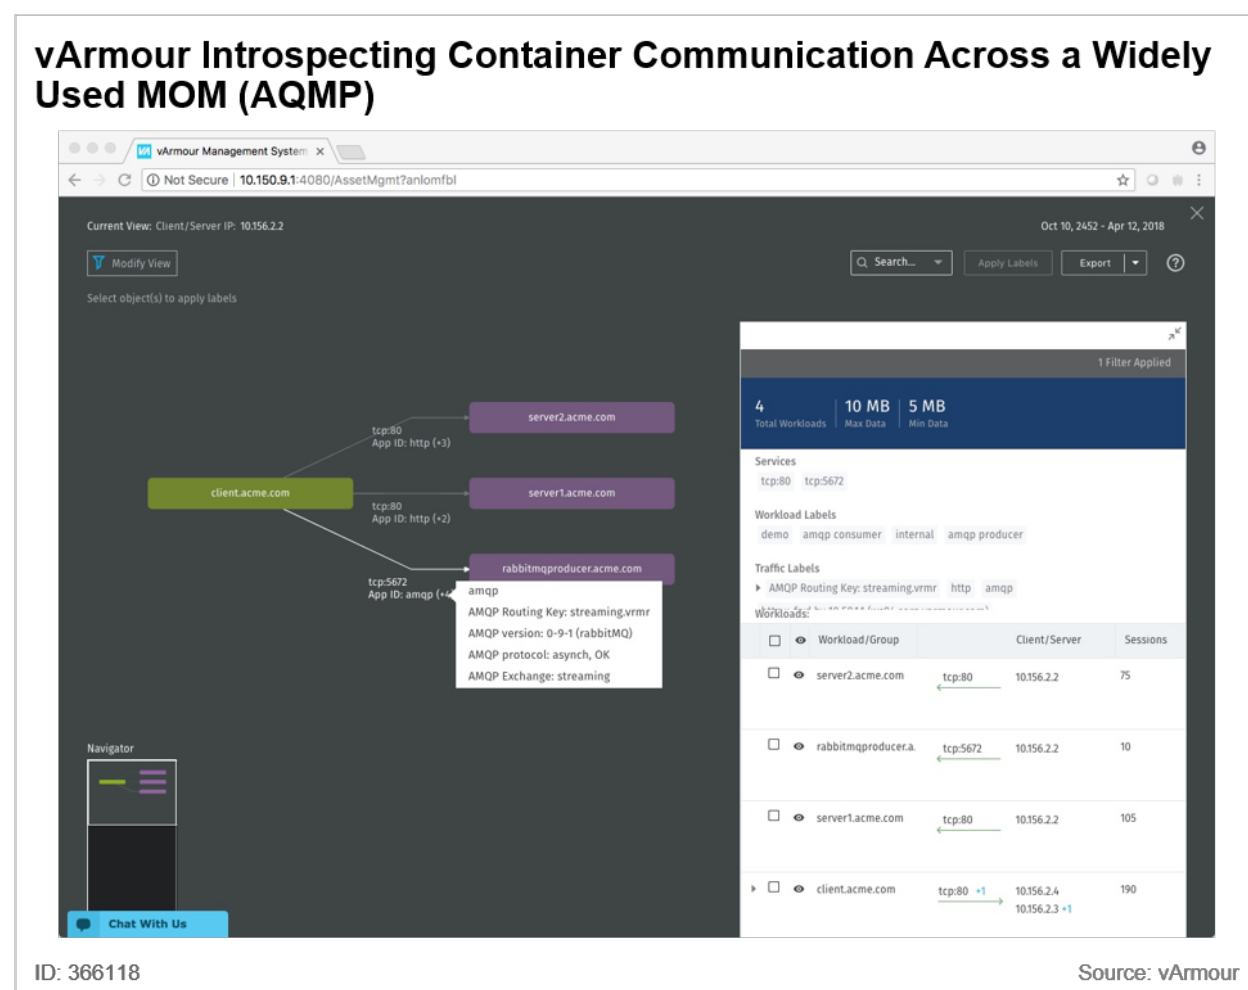 vArmour Introspecting Container Communication Across a Widely
Used MOM (AQMP)
vArmour Management System
Not Secure | 10.150.9.1:4080/AssetMgmt?anlomfbl
Current View: Client/Server IP: 10.156.2.2
Oct 10, 2452 - Apr 12, 2018
Modify View
Search...
Apply Labels
Export
?
Select object(s) to apply labels
1 Filter Applied
4
Total Workloads
10 MB
Max Data
5 MB
Min Data
server2.acme.com
tcp:80
App ID: http (+3)
client.acme.com
server1.acme.com
tcp:80
App ID: http (+2)
rabbitmqproducer.acme.com
tcp:5672
App ID: amqp (+4
amqp
AMQP Routing Key: streaming.vrmr
AMQP version: 0-9-1 (rabbitMQ)
AMQP protocol: asynch, OK
AMQP Exchange: streaming
Services
tcp:80 tcp:5672
Workload Labels
demo amqp consumer internal amqp producer
Traffic Labels
AMQP Routing Key: streaming.vrmr http amqp
Workloads:
Workload/Group Client/Server Sessions
server2.acme.com tcp:80 10.156.2.2 75
rabbitmqproducer.a. tcp:5672 10.156.2.2 10
server1.acme.com tcp:80 10.156.2.2 105
client.acme.com tcp:80 +1 10.156.2.4 190
10.156.2.3 +1
Navigator
Chat With Us
ID: 366118
Source: vArmour